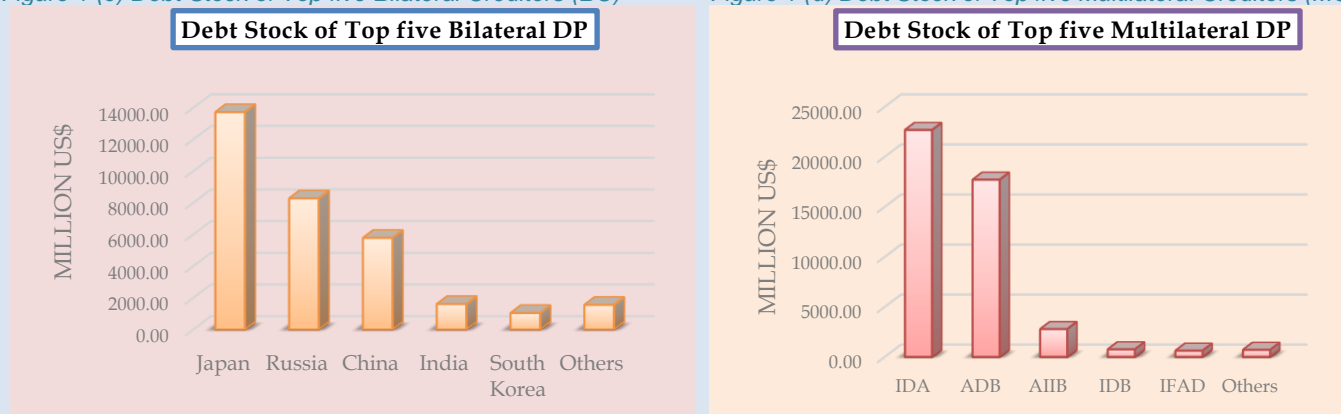 Debt Stock of Top five Bilateral DP
MILLION US$
14000.00
12000.00
10000.00
8000.00
6000.00
4000.00
2000.00
0.00
Japan Russia China India South Korea Others
Debt Stock of Top five Multilateral DP
MILLION US$
25000.00
20000.00
15000.00
10000.00
5000.00
0.00
IDA ADB AIIB IDB IFAD Others